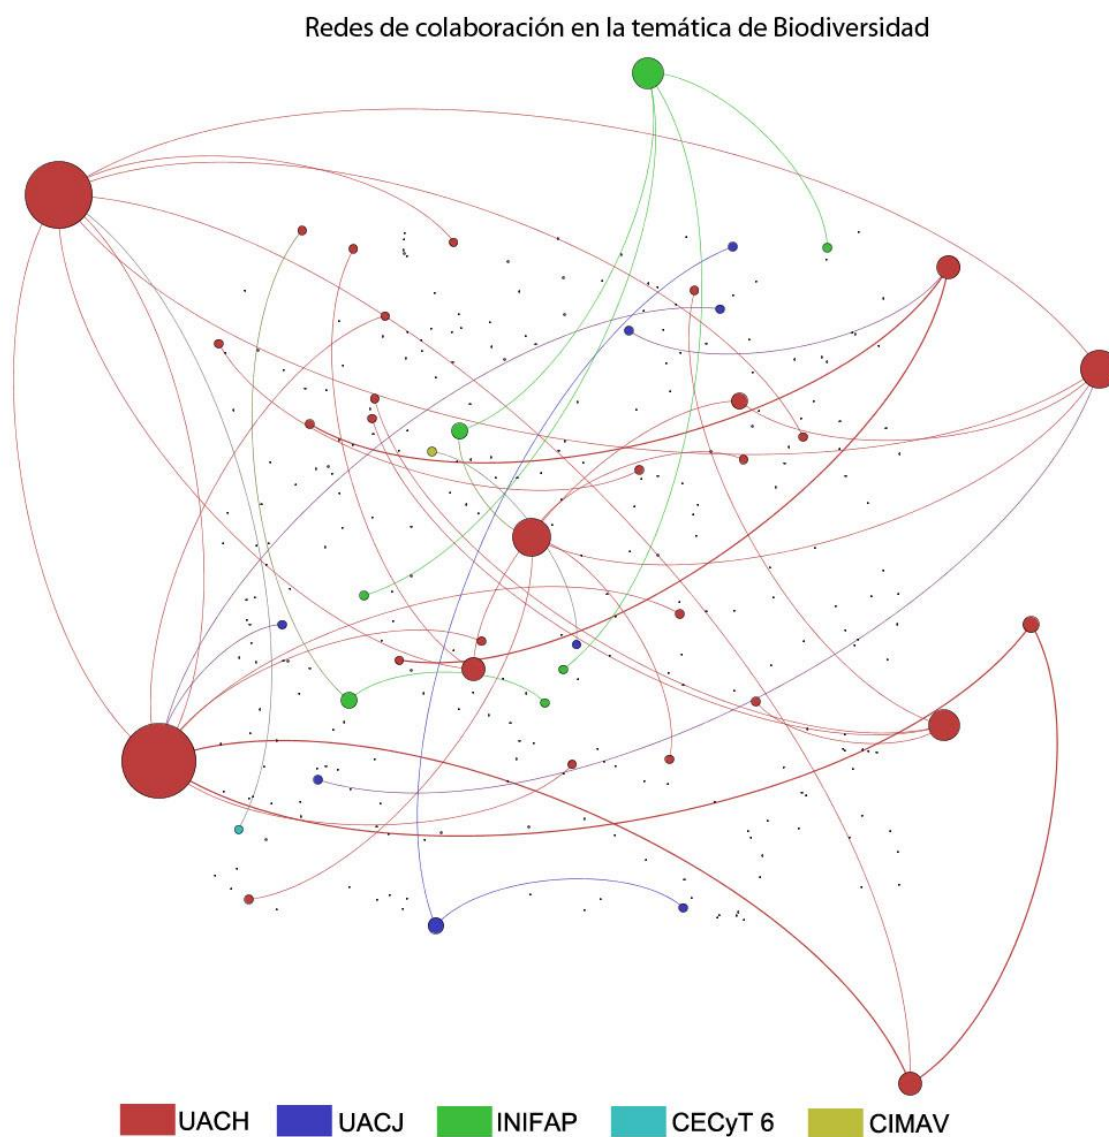 Redes de colaboración en la temática de Biodiversidad
UACH UACJ INIFAP CECyT 6 CIMAV